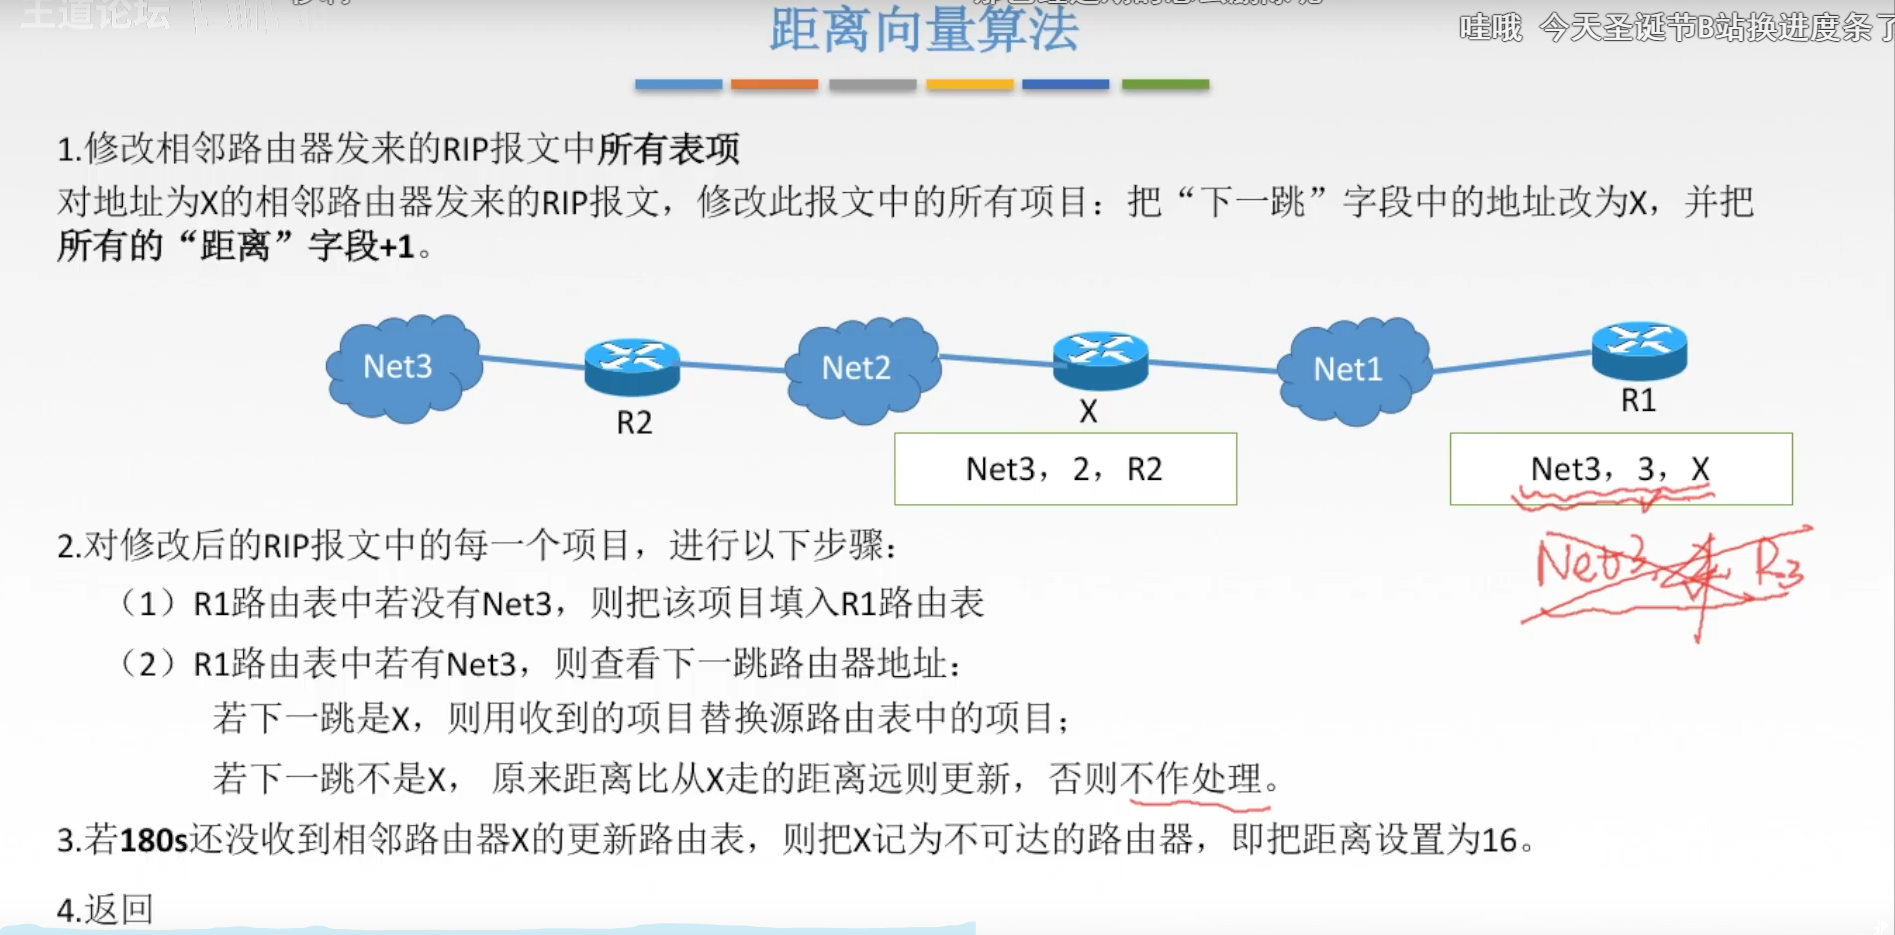 王道论坛
哇哦 今天圣诞节B站换进度条了
距离向量算法
1.修改相邻路由器发来的RIP报文中所有表项
对地址为X的相邻路由器发来的RIP报文，修改此报文中的所有项目：把“下一跳”字段中的地址改为X，并把
所有的“距离”字段+1。
Net3
R2
Net2
X
Net1
R1
Net3，2，R2
Net3，3，X
Net3, 4, R3
2.对修改后的RIP报文中的每一个项目，进行以下步骤：
（1）R1路由表中若没有Net3，则把该项目填入R1路由表
（2）R1路由表中若有Net3，则查看下一跳路由器地址：
若下一跳是X，则用收到的项目替换源路由表中的项目；
若下一跳不是X， 原来距离比从X走的距离远则更新，否则不作处理。
3.若180s还没收到相邻路由器X的更新路由表，则把X记为不可达的路由器，即把距离设置为16。
4.返回